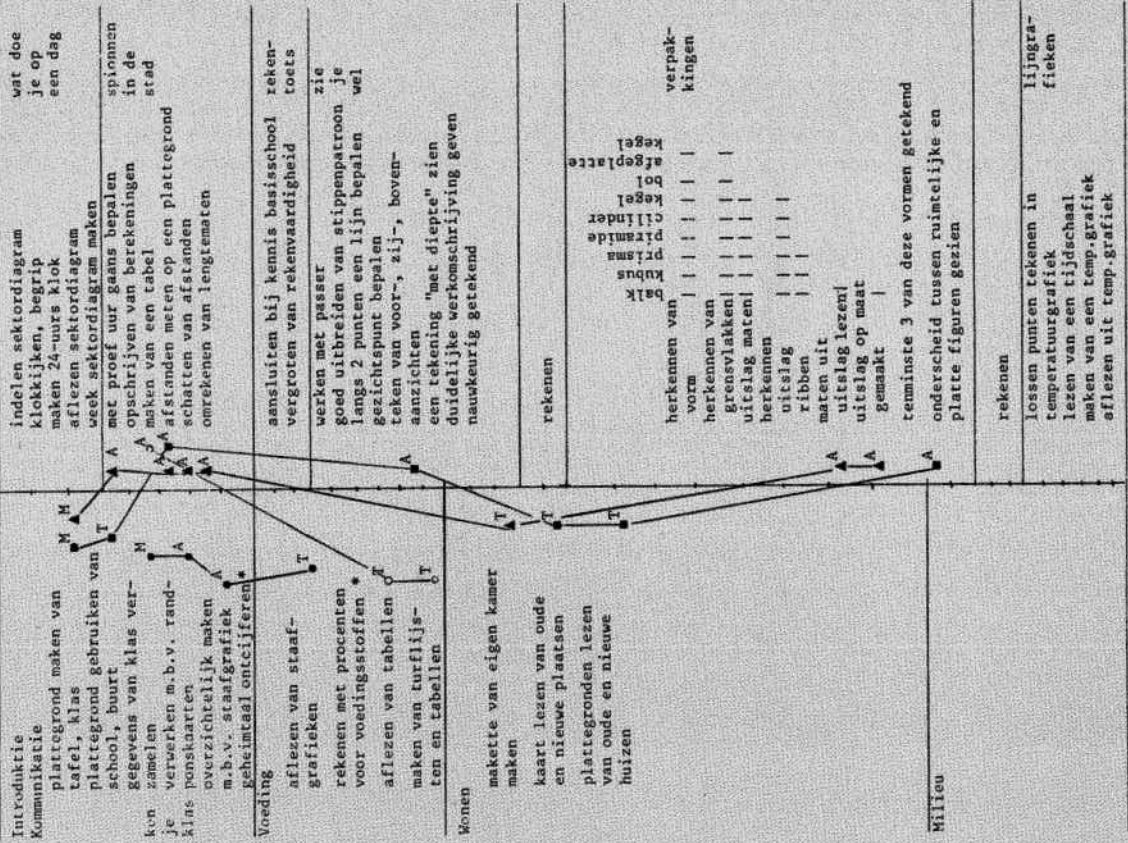 Introduktie
Kommunikatie
plattegrond maken van
tafel, klas
plattegrond gebruiken van
school, buurt
gegevens van klas ver-
zamelen
verwerken m.b.v. rand-
ponskaarten
overzichtelijk maken
m.b.v. staafgrafiek
geheimtaal ontcijferen*
ken
je
klas
Voeding
aflezen van staaf-
grafieken
rekenen met procenten
voor voedingsstoffen *
aflezen van tabellen
maken van turflijs-
ten en tabellen
Wonen
makette van eigen kamer
maken
kaart lezen van oude
en nieuwe plaatsen
plattegronden lezen
van oude en nieuwe
huizen
Milieu
M
M
T
M
A
A
T
T
T
T
T
T
A
A
A
A
A
A
A
A
A
A
indelen sektordiagram
klokkijken, begrip
maken 24-uurs klok
aflezen sektordiagram
week sektordiagram maken
wat doe
je op
een dag
met proef uur gaans bepalen
opschrijven van berekeningen
maken van een tabel
afstanden meten op een plattegrond
schatten van afstanden
omrekenen van lengtematen
spionnen
in de
stad
aansluiten bij kennis basisschool
vergroten van rekenvaardigheid
reken-
toets
werken met passer
goed uitbreiden van stippenpatroon
langs 2 punten een lijn bepalen
gezichtspunt bepalen
teken van voor-, zij-, boven-
aanzichten
een tekening "met diepte" zien
duidelijke werkomschrijving geven
nauwkeurig getekend
zie
je
wel
rekenen
balk
kubus
prisma
piramide
cilinder
kegel
bol
afgeplatte
kegel
herkennen van
vorm
herkennen van
grensvlakken
uitslag maten
herkennen
uitslag
ribben
maten uit
uitslag lezen
uitslag op maat
gemaakt
tenminste 3 van deze vormen getekend
onderscheid tussen ruimtelijke en
platte figuren gezien
verpak-
kingen
rekenen
lossen punten tekenen in
temperatuurgrafiek
lezen van een tijdschaal
maken van een temp.grafiek
aflezen uit temp.grafiek
lijngra-
fieken